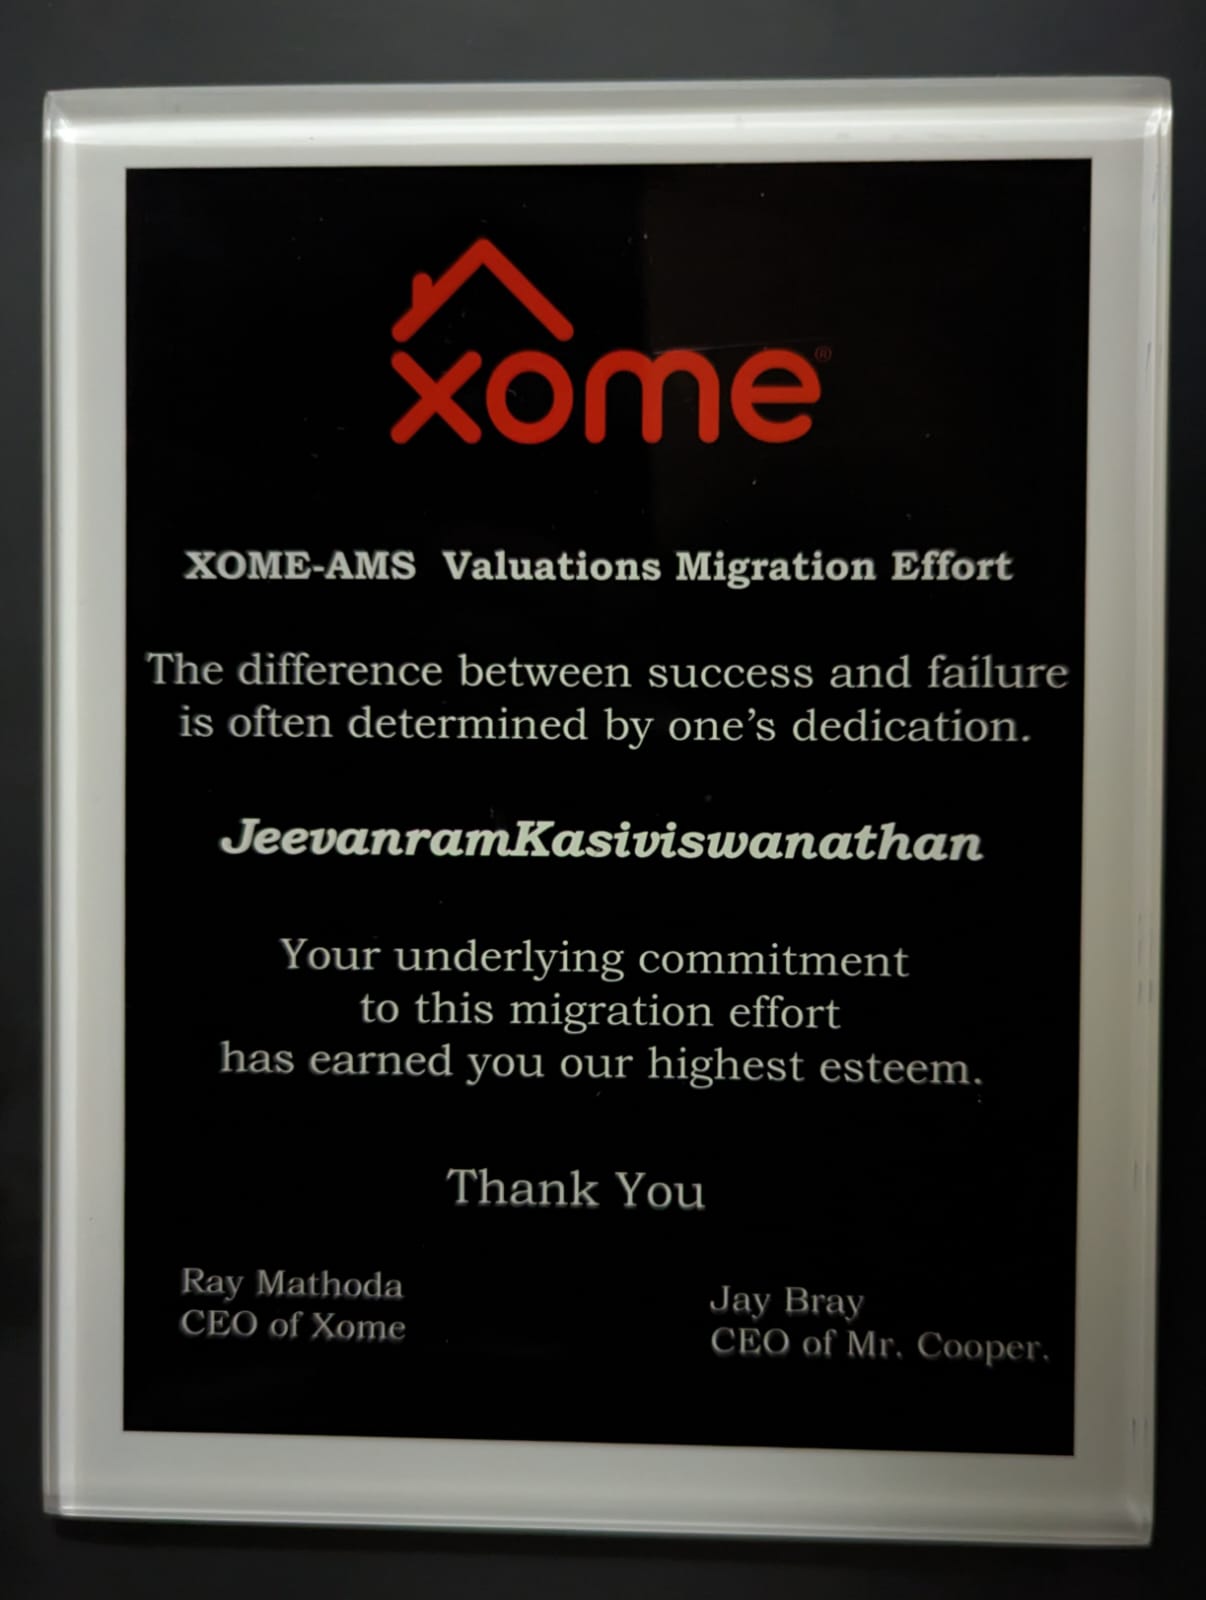 xome®
XOME-AMS Valuations Migration Effort
The difference between success and failure
is often determined by one's dedication.
JeevanramKasiviswanathan
Your underlying commitment
to this migration effort
has earned you our highest esteem.
Thank You
Ray Mathoda
CEO of Xome
Jay Bray
CEO of Mr. Cooper.